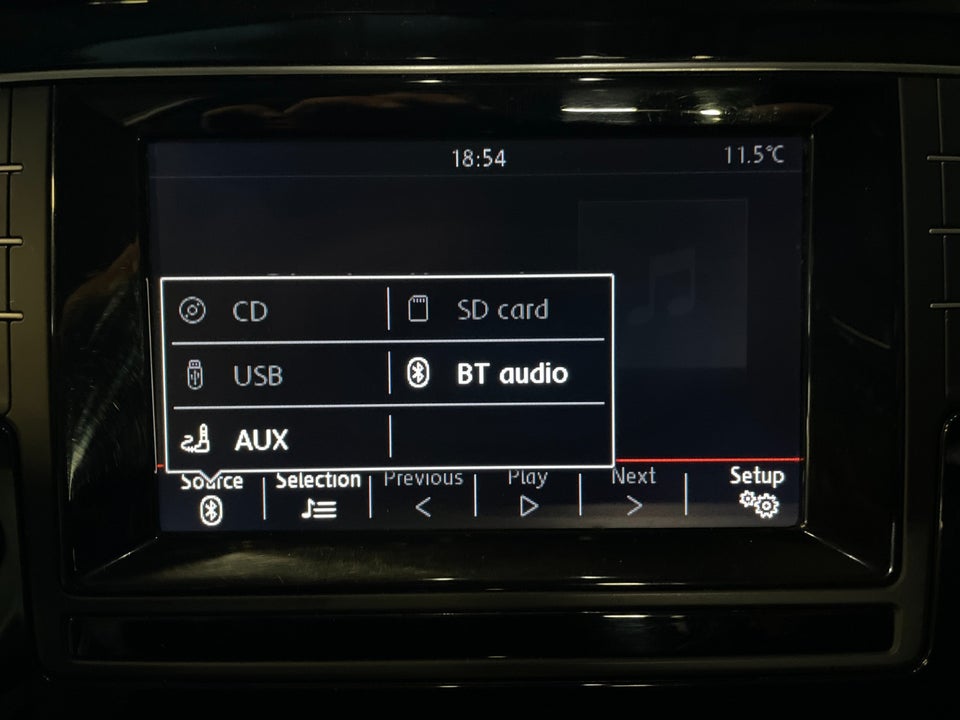 18:54 11.5°C
CD SD card
USB BT audio
AUX
Source Selection Previous Play Next Setup